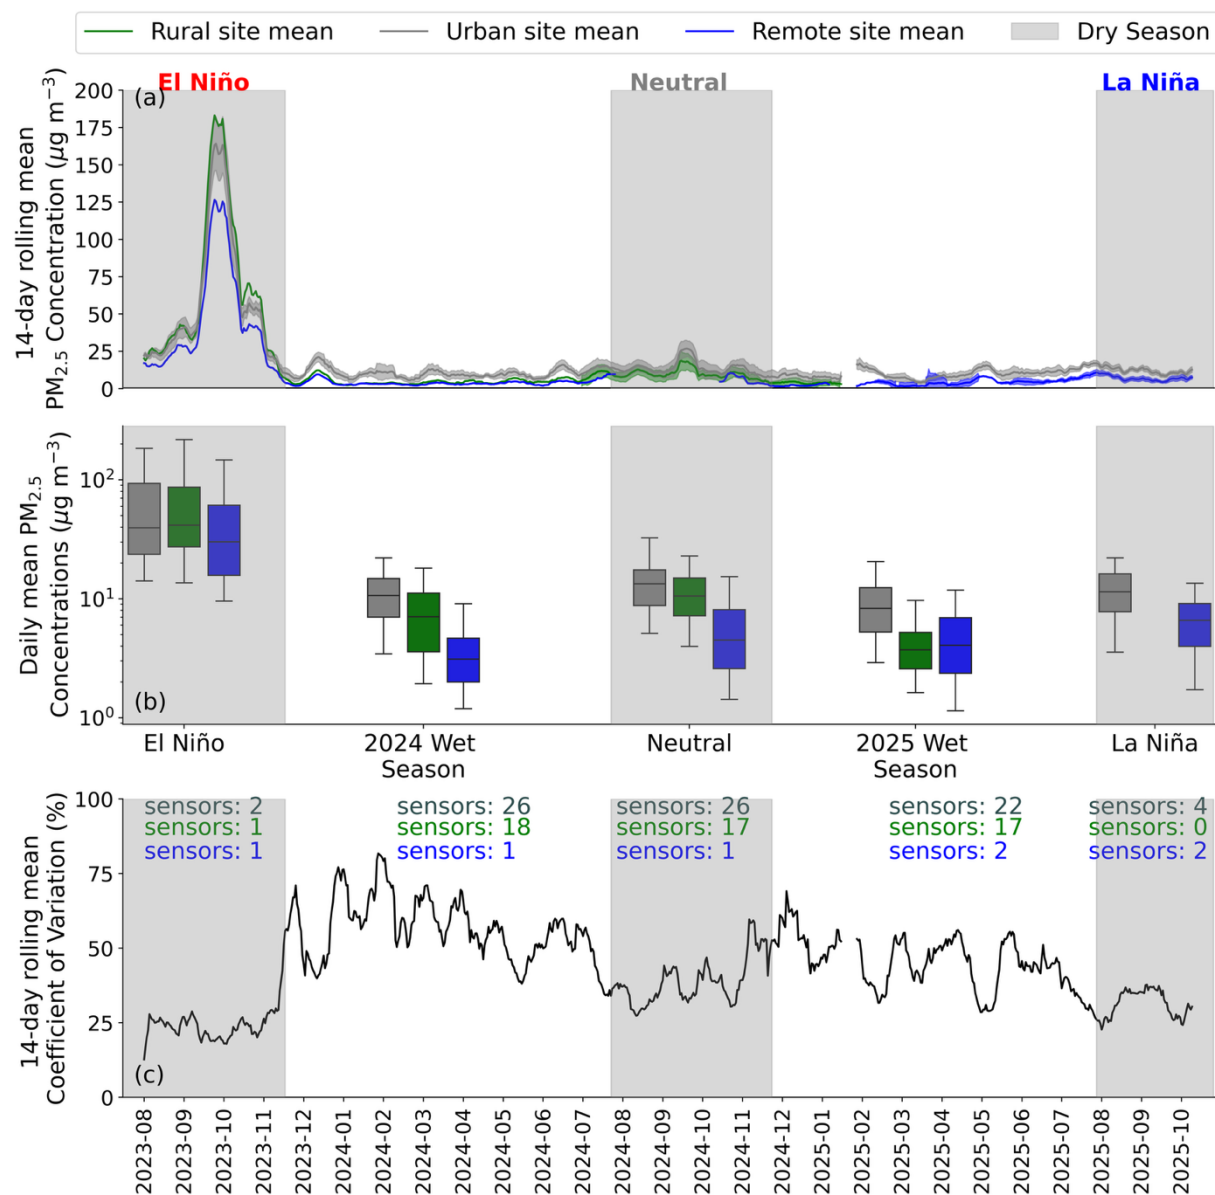 Rural site mean Urban site mean Remote site mean Dry Season
El Niño Neutral La Niña
(a)
14-day rolling mean
PM2.5 Concentration (μg m−3)
200
175
150
125
100
75
50
25
0
Daily mean PM2.5
Concentrations (μg m−3)
10²
10¹
10⁰
(b)
El Niño 2024 Wet Season Neutral 2025 Wet Season La Niña
14-day rolling mean
Coefficient of Variation (%)
100
75
50
25
0
sensors: 2 sensors: 26 sensors: 26 sensors: 22 sensors: 4
sensors: 1 sensors: 18 sensors: 17 sensors: 17 sensors: 0
sensors: 1 sensors: 1 sensors: 1 sensors: 2 sensors: 2
(c)
2023-08 2023-09 2023-10 2023-11 2023-12 2024-01 2024-02 2024-03 2024-04 2024-05 2024-06 2024-07 2024-08 2024-09 2024-10 2024-11 2024-12 2025-01 2025-02 2025-03 2025-04 2025-05 2025-06 2025-07 2025-08 2025-09 2025-10